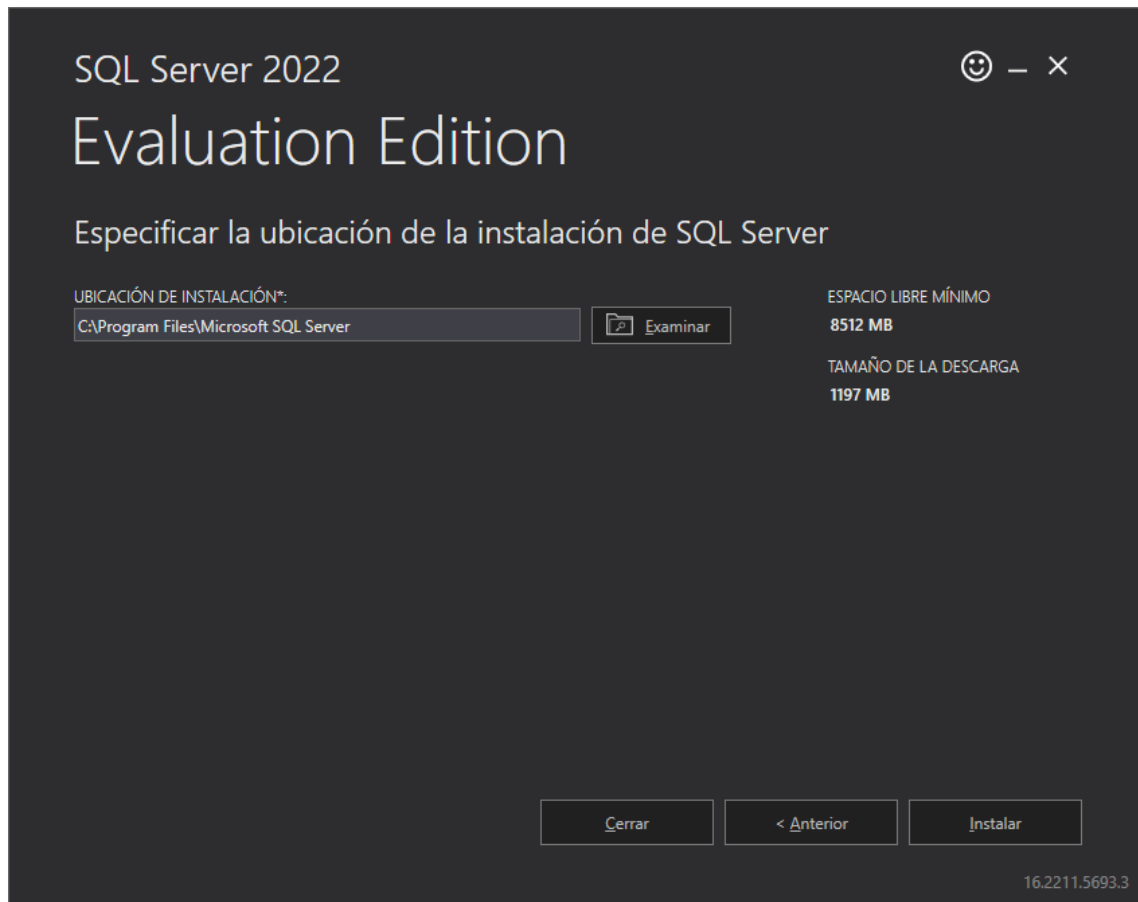 SQL Server 2022
Evaluation Edition
Especificar la ubicación de la instalación de SQL Server
UBICACIÓN DE INSTALACIÓN*:
C:\Program Files\Microsoft SQL Server
Examinar
ESPACIO LIBRE MÍNIMO
8512 MB
TAMAÑO DE LA DESCARGA
1197 MB
Cerrar
< Anterior
Instalar
16.2211.5693.3